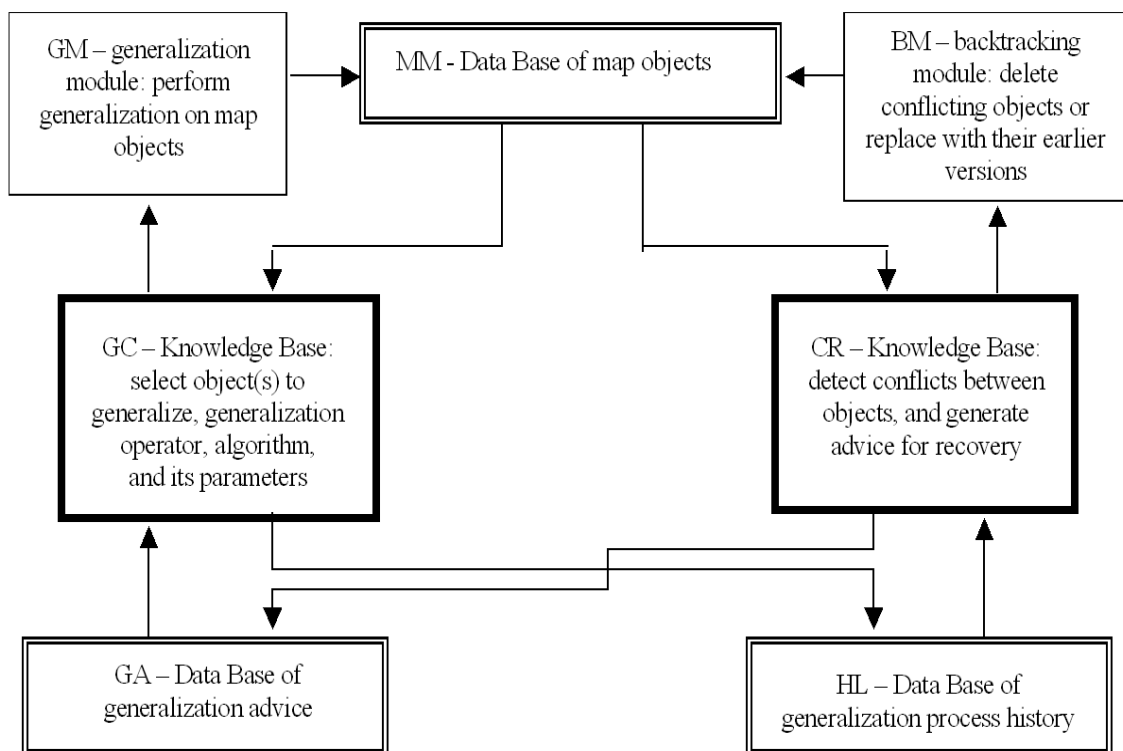 GM – generalization
module: perform
generalization on map
objects
MM - Data Base of map objects
BM – backtracking
module: delete
conflicting objects or
replace with their earlier
versions
GC – Knowledge Base:
select object(s) to
generalize, generalization
operator, algorithm,
and its parameters
CR – Knowledge Base:
detect conflicts between
objects, and generate
advice for recovery
GA – Data Base of
generalization advice
HL – Data Base of
generalization process history